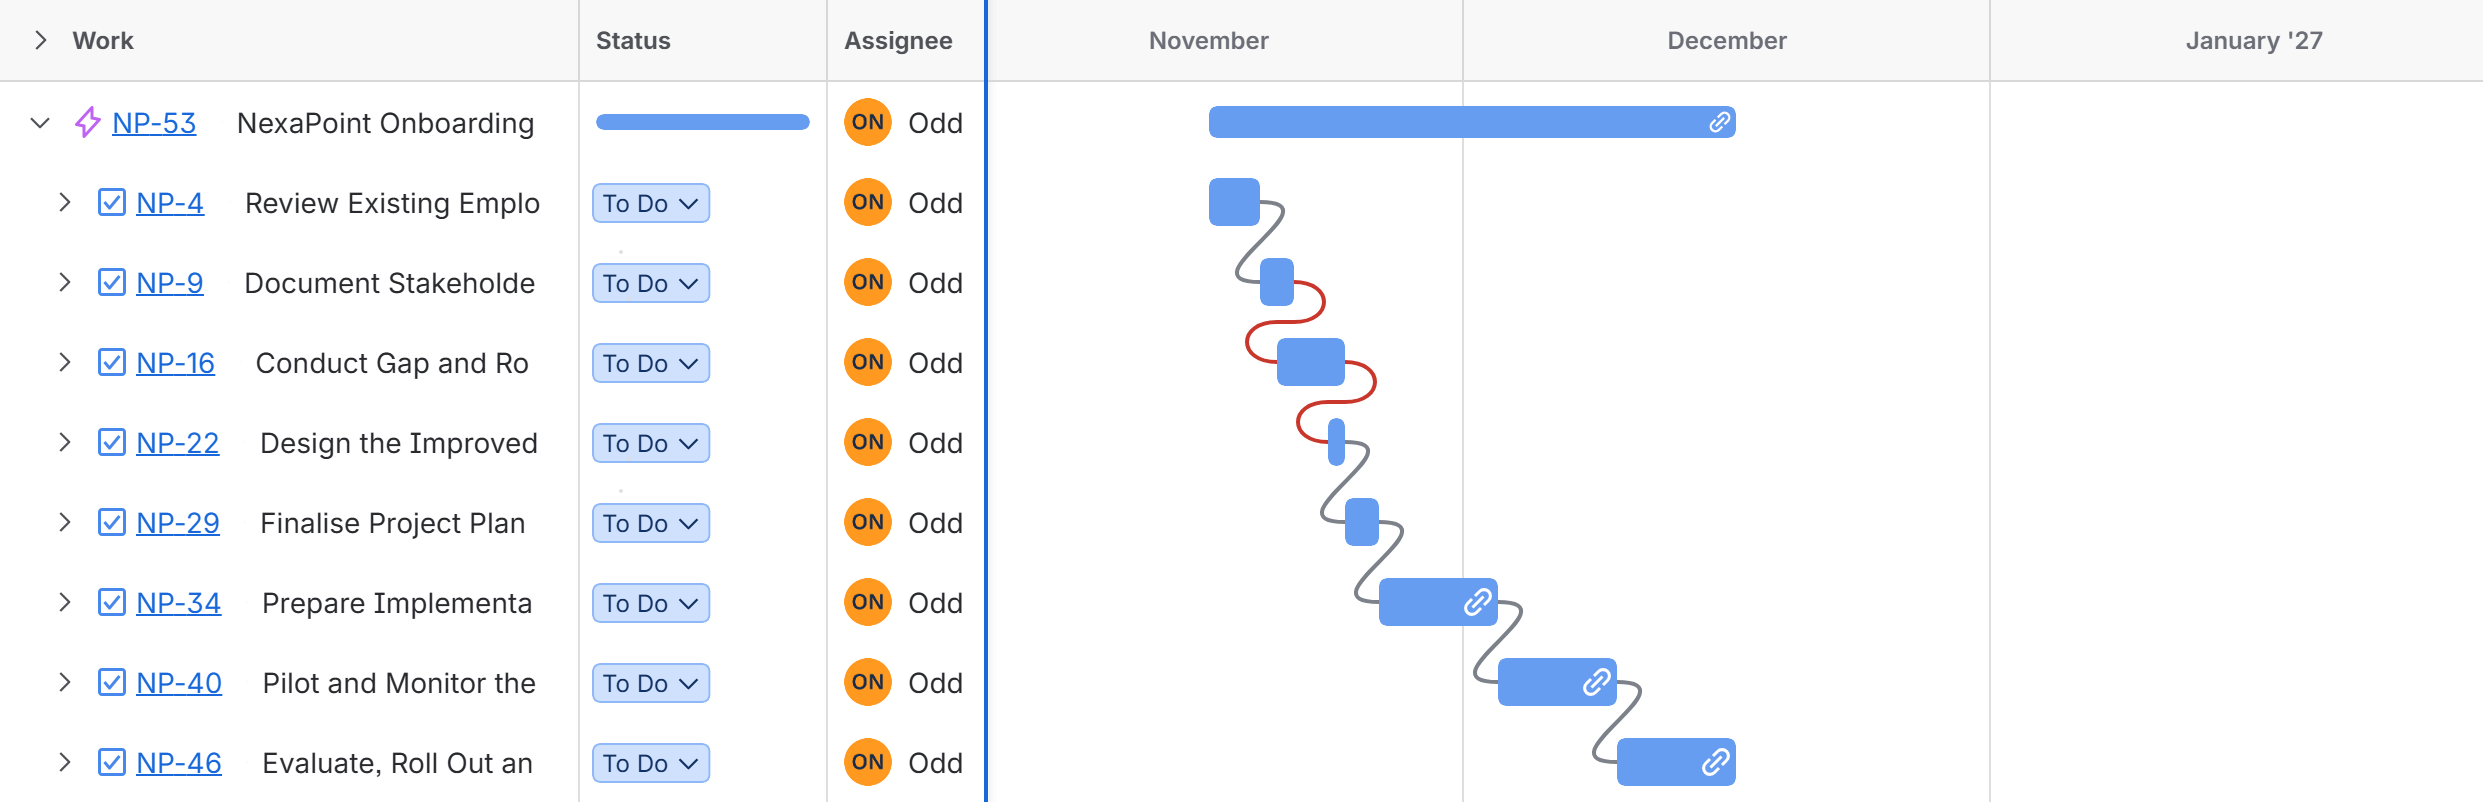 Work Status Assignee November December January '27
NP-53 NexaPoint Onboarding ON Odd
NP-4 Review Existing Emplo To Do ON Odd
NP-9 Document Stakeholde To Do ON Odd
NP-16 Conduct Gap and Ro To Do ON Odd
NP-22 Design the Improved To Do ON Odd
NP-29 Finalise Project Plan To Do ON Odd
NP-34 Prepare Implementa To Do ON Odd
NP-40 Pilot and Monitor the To Do ON Odd
NP-46 Evaluate, Roll Out an To Do ON Odd